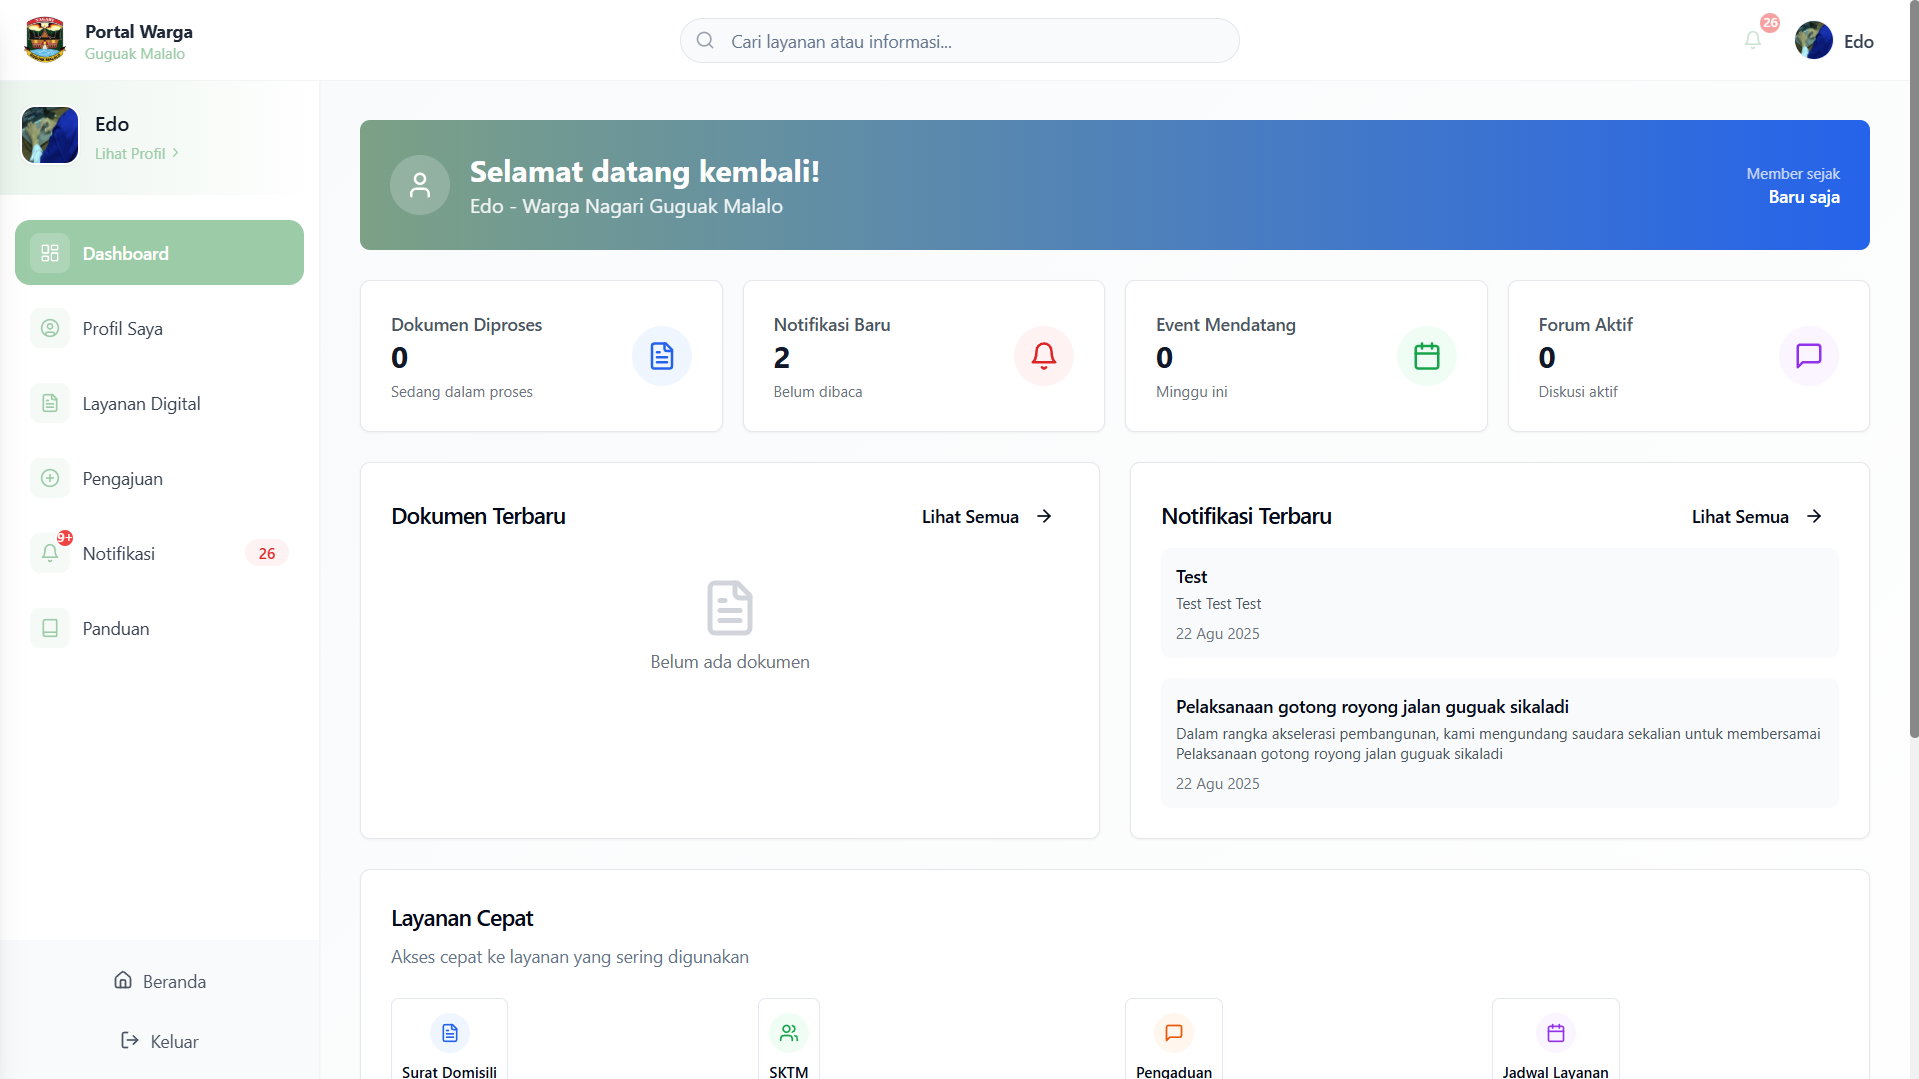 Portal Warga
Guguak Malalo
Cari layanan atau informasi...
26
Edo
Edo
Lihat Profil
Dashboard
Profil Saya
Layanan Digital
Pengajuan
9+
Notifikasi
26
Panduan
Beranda
Keluar
Selamat datang kembali!
Edo - Warga Nagari Guguak Malalo
Member sejak
Baru saja
Dokumen Diproses
0
Sedang dalam proses
Notifikasi Baru
2
Belum dibaca
Event Mendatang
0
Minggu ini
Forum Aktif
0
Diskusi aktif
Dokumen Terbaru
Lihat Semua
Belum ada dokumen
Notifikasi Terbaru
Lihat Semua
Test
Test Test Test
22 Agu 2025
Pelaksanaan gotong royong jalan guguak sikaladi
Dalam rangka akselerasi pembangunan, kami mengundang saudara sekalian untuk membersamai
Pelaksanaan gotong royong jalan guguak sikaladi
22 Agu 2025
Layanan Cepat
Akses cepat ke layanan yang sering digunakan
Surat Domisili
SKTM
Pengaduan
Jadwal Layanan